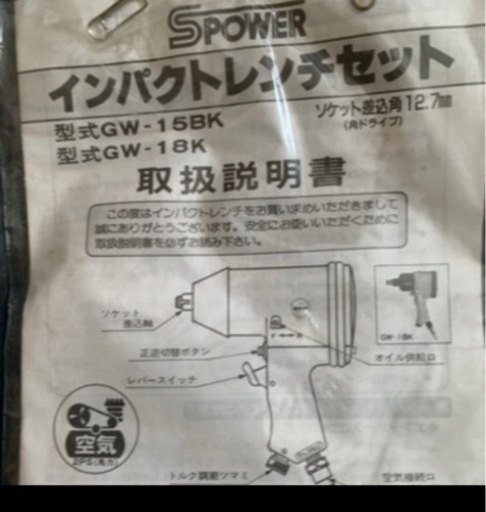 SPOWER
インパクトレンチセット
型式GW-15BK
型式GW-18K
ソケット差込角12.7㎜
(角ドライブ)
取扱説明書
この度はインパクトレンチをお買い求めいただきまして
誠にありがとうございます。安全にお使いいただくために
取扱説明書を必ずお読み下さい。
ソケット
差込軸
正逆切替ボタン
レバースイッチ
GW-18K
オイル供給口
空気
2PS(馬力)
トルク調節ツマミ
空気接続口